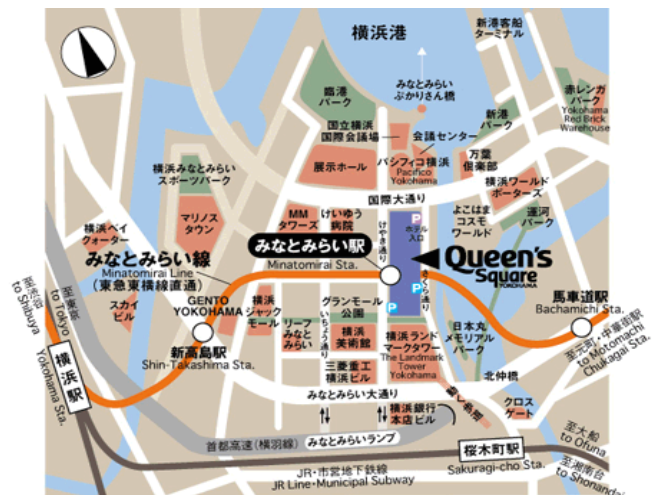 横浜港
新港客船
ターミナル
みなとみらい
ぷかりさん橋
臨港
パーク
赤レンガ
パーク
Yokohama
Red Brick
Warehouse
新港
パーク
国立横浜
国際会議場
会議センター
万葉
倶楽部
展示ホール
パシフィコ横浜
Pacifico
Yokohama
横浜ワールド
ポーターズ
横浜みなとみらい
スポーツパーク
国際大通り
運河
パーク
よこはま
コスモ
ワールド
マリノス
タウン
MM
タワーズ
けいゆう
病院
けやき通り
P
ホテル
入口
横浜ベイ
クォーター
みなとみらい線
Minatomirai Line
(東急東横線直通)
みなとみらい駅
Minatomirai Sta.
Queen's
Square
YOKOHAMA
さくら通り
P
P
馬車道駅
Bachamichi Sta.
至渋谷
to Shibuya
至東京
to Tokyo
スカイ
ビル
GENTO
YOKOHAMA
横浜
ジャック
モール
リーフ
みなと
みらい
いちょう通り
グランモール
公園
横浜
美術館
横浜ランド
マークタワー
The Landmark
Tower
Yokohama
日本丸
メモリアル
パーク
至元町・中華街駅
to Motomachi
Chukagai Sta.
新高島駅
Shin-Takashima Sta.
三菱重工
横浜ビル
北仲橋
横浜駅
Yokohama Sta.
みなとみらい大通り
動く歩道
クロス
ゲート
横浜銀行
本店ビル
首都高速(横羽線)
みなとみらいランプ
桜木町駅
Sakuragi-cho Sta.
至大船
to Ofuna
至湘南台
to Shonandai
JR・市営地下鉄線
JR Line・Municipal Subway